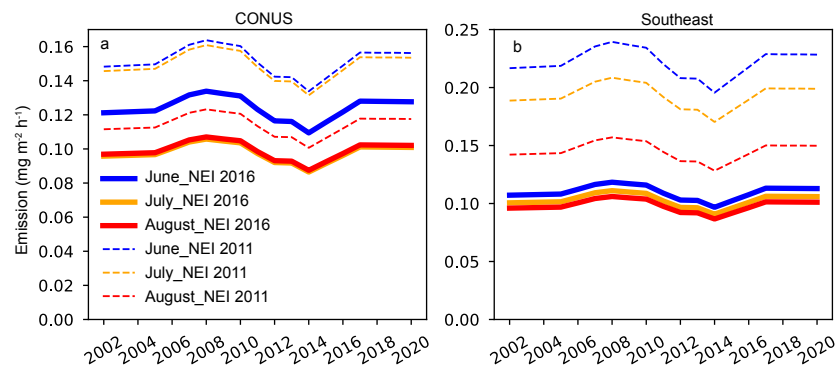 CONUS
a
Emission (mg m⁻² h⁻¹)
0.16
0.14
0.12
0.10
0.08
0.06
0.04
0.02
0.00
June_NEI 2016
July_NEI 2016
August_NEI 2016
June_NEI 2011
July_NEI 2011
August_NEI 2011
2002 2004 2006 2008 2010 2012 2014 2016 2018 2020
Southeast
b
0.25
0.20
0.15
0.10
0.05
0.00
2002 2004 2006 2008 2010 2012 2014 2016 2018 2020